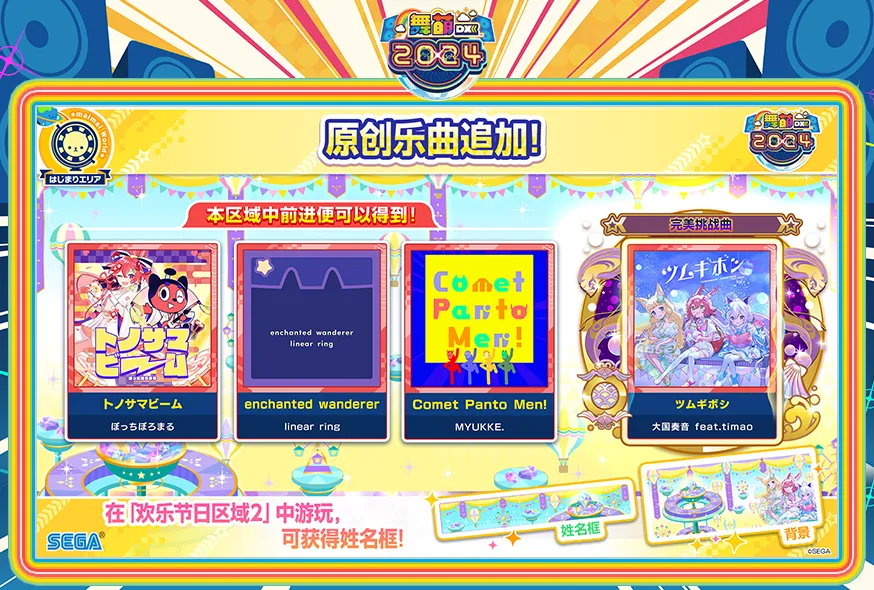 舞萌DX
2024
maimai World
はじまりエリア
原创乐曲追加!
舞萌DX
2024
本区域中前进便可以得到!
完美挑战曲
トノサマビーム
enchanted wanderer
linear ring
Comet
Panto
Men!
ツムギボシ
トノサマビーム
ぼっちぼろまる
enchanted wanderer
linear ring
Comet Panto Men!
MYUKKE.
ツムギボシ
大国奏音 feat.timao
在「欢乐节日区域2」中游玩,
可获得姓名框!
SEGA®
姓名框
背景
©SEGA